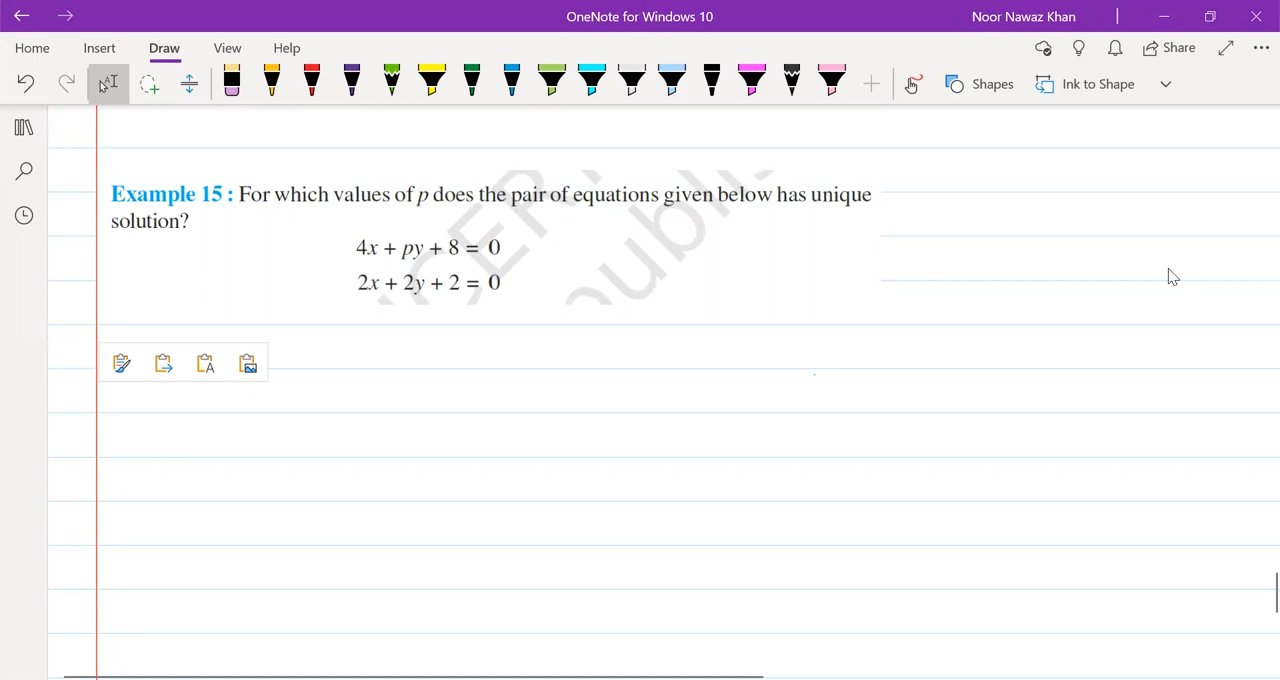 OneNote for Windows 10
Noor Nawaz Khan
Home Insert Draw View Help
Share
Shapes
Ink to Shape
Example 15 : For which values of p does the pair of equations given below has unique
solution?
4x + py + 8 = 0
2x + 2y + 2 = 0